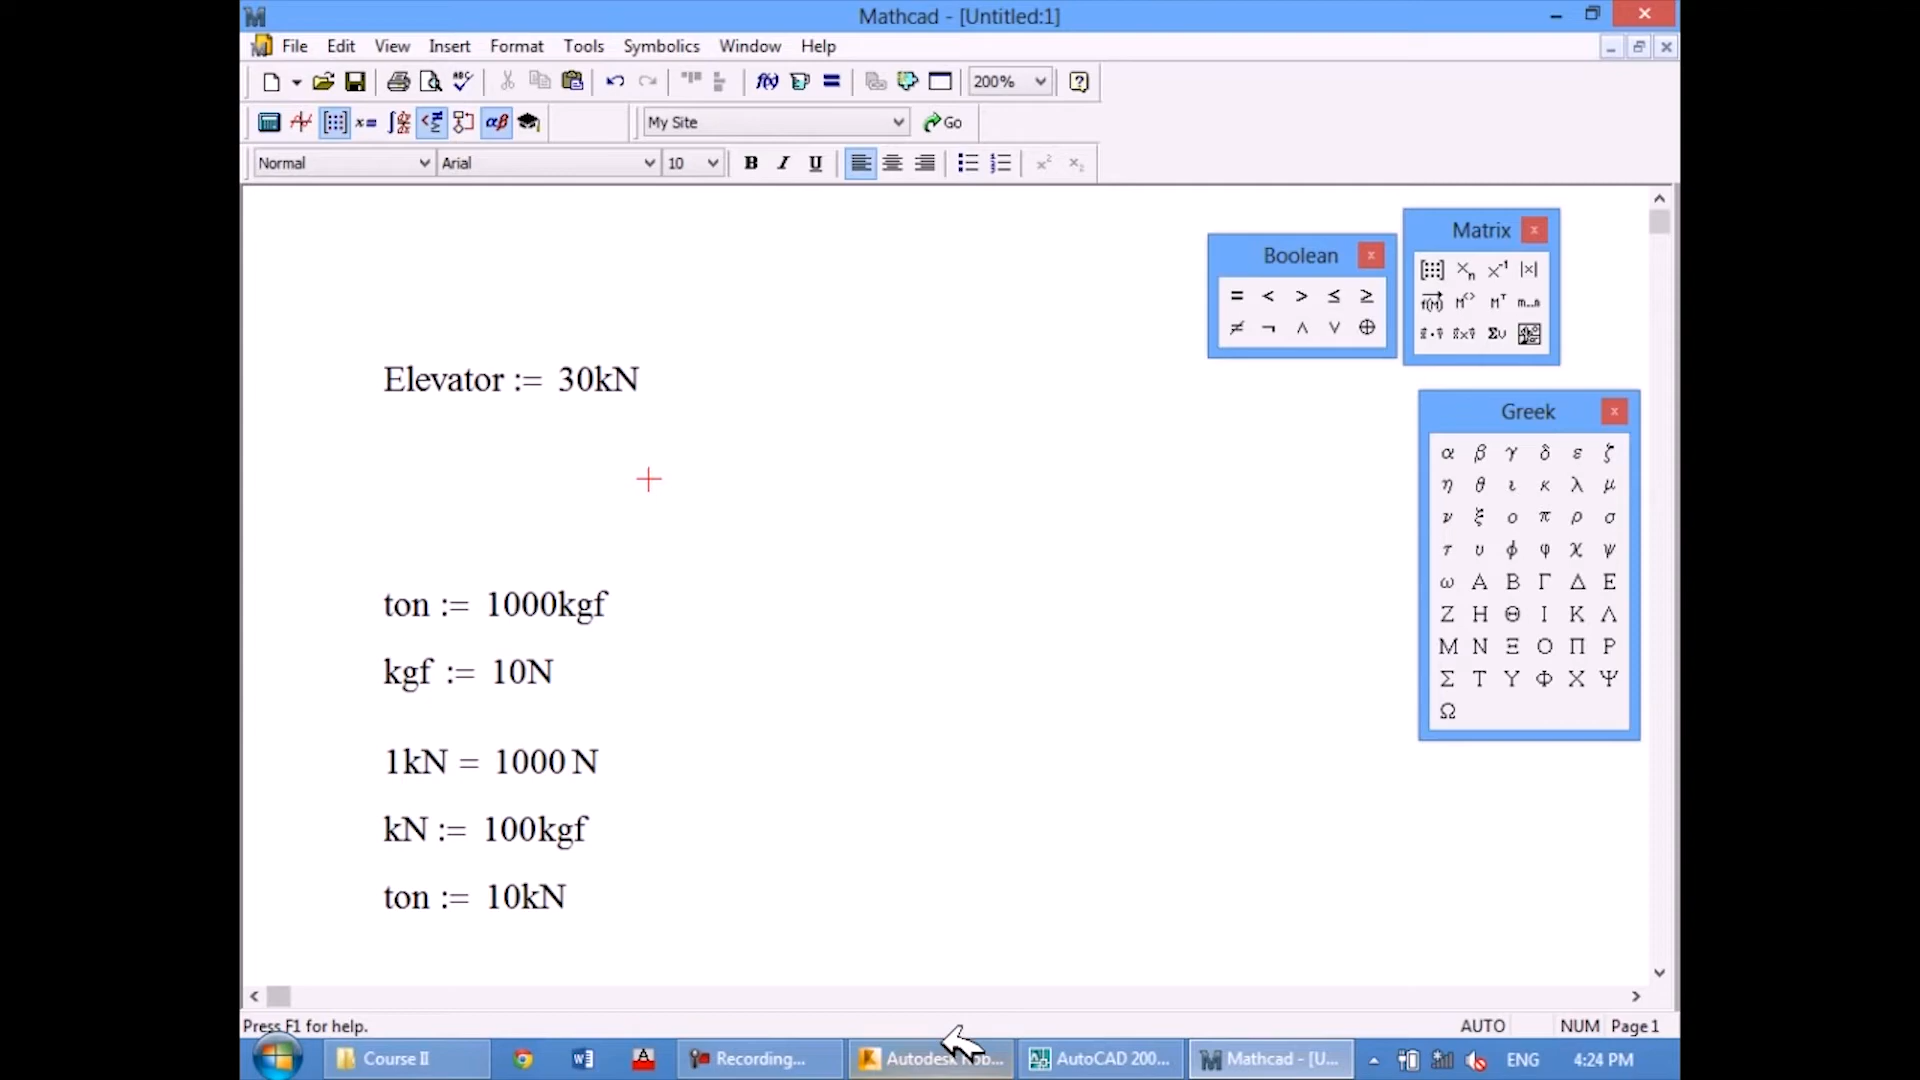 Mathcad - [Untitled:1]
File Edit View Insert Format Tools Symbolics Window Help
200%
My Site Go
Normal Arial 10 B I U
Boolean
= < > ≤ ≥
≠ ¬ ∧ ∨ ⊕
Matrix
Elevator := 30kN
Greek
α β γ δ ε ζ
η θ ι κ λ μ
ν ξ ο π ρ σ
τ υ ϕ φ χ ψ
ω Α Β Γ Δ Ε
Ζ Η Θ Ι Κ Λ
Μ Ν Ξ Ο Π Ρ
Σ Τ Υ Φ Χ Ψ
Ω
ton := 1000kgf
kgf := 10N
1kN = 1000 N
kN := 100kgf
ton := 10kN
Press F1 for help. AUTO NUM Page 1
Course II Recording... Autodesk AutoCAD 200... Mathcad - [U... ENG 4:24 PM